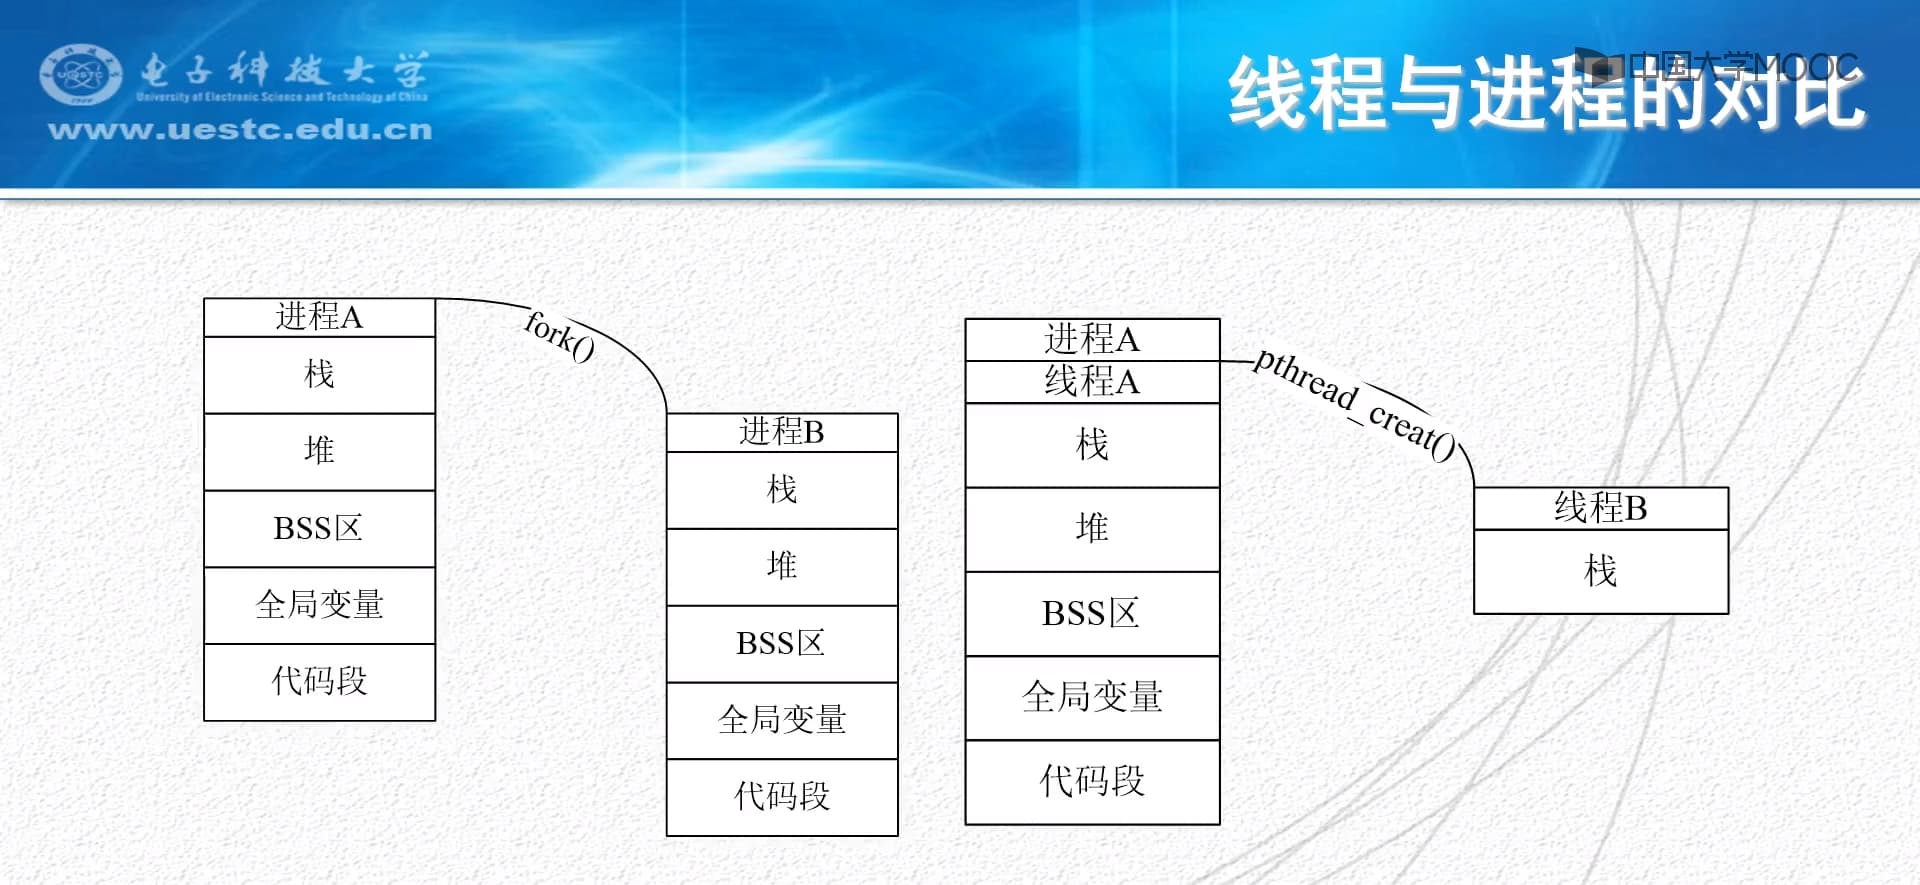 电子科技大学
University of Electronic Science and Technology of China
www.uestc.edu.cn
中国大学MOOC
线程与进程的对比
进程A
栈
堆
BSS区
全局变量
代码段
fork()
进程B
栈
堆
BSS区
全局变量
代码段
进程A
线程A
栈
堆
BSS区
全局变量
代码段
pthread_creat()
线程B
栈